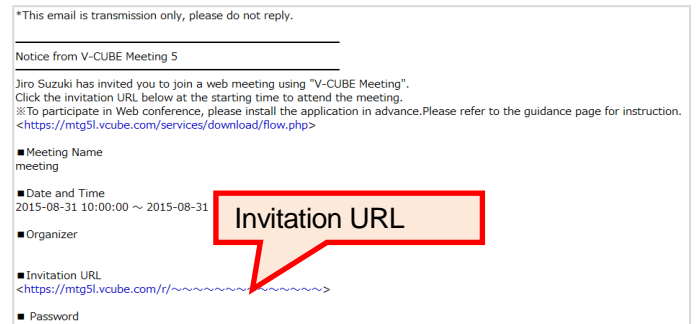 *This email is transmission only, please do not reply.
Notice from V-CUBE Meeting 5
Jiro Suzuki has invited you to join a web meeting using "V-CUBE Meeting".
Click the invitation URL below at the starting time to attend the meeting.
※To participate in Web conference, please install the application in advance.Please refer to the guidance page for instruction.
<https://mtg5l.vcube.com/services/download/flow.php>
■Meeting Name
meeting
■Date and Time
2015-08-31 10:00:00 ～ 2015-08-31
Invitation URL
■Organizer
■Invitation URL
<https://mtg5l.vcube.com/r/～～～～～～～～～～～～～～>
■ Password